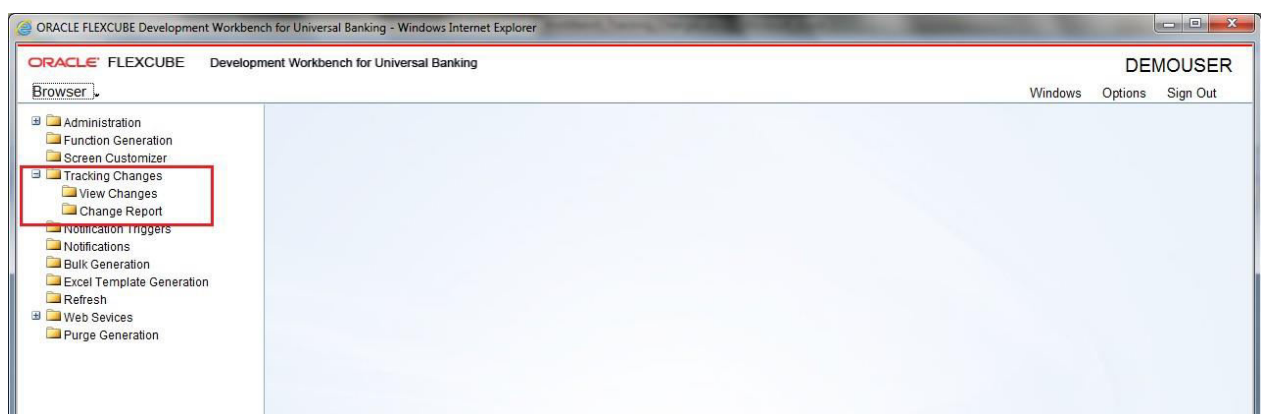 ORACLE FLEXCUBE Development Workbench for Universal Banking - Windows Internet Explorer
ORACLE FLEXCUBE Development Workbench for Universal Banking
DEMOUSER
Browser
Windows Options Sign Out
Administration
Function Generation
Screen Customizer
Tracking Changes
View Changes
Change Report
Notification Triggers
Notifications
Bulk Generation
Excel Template Generation
Refresh
Web Sevices
Purge Generation